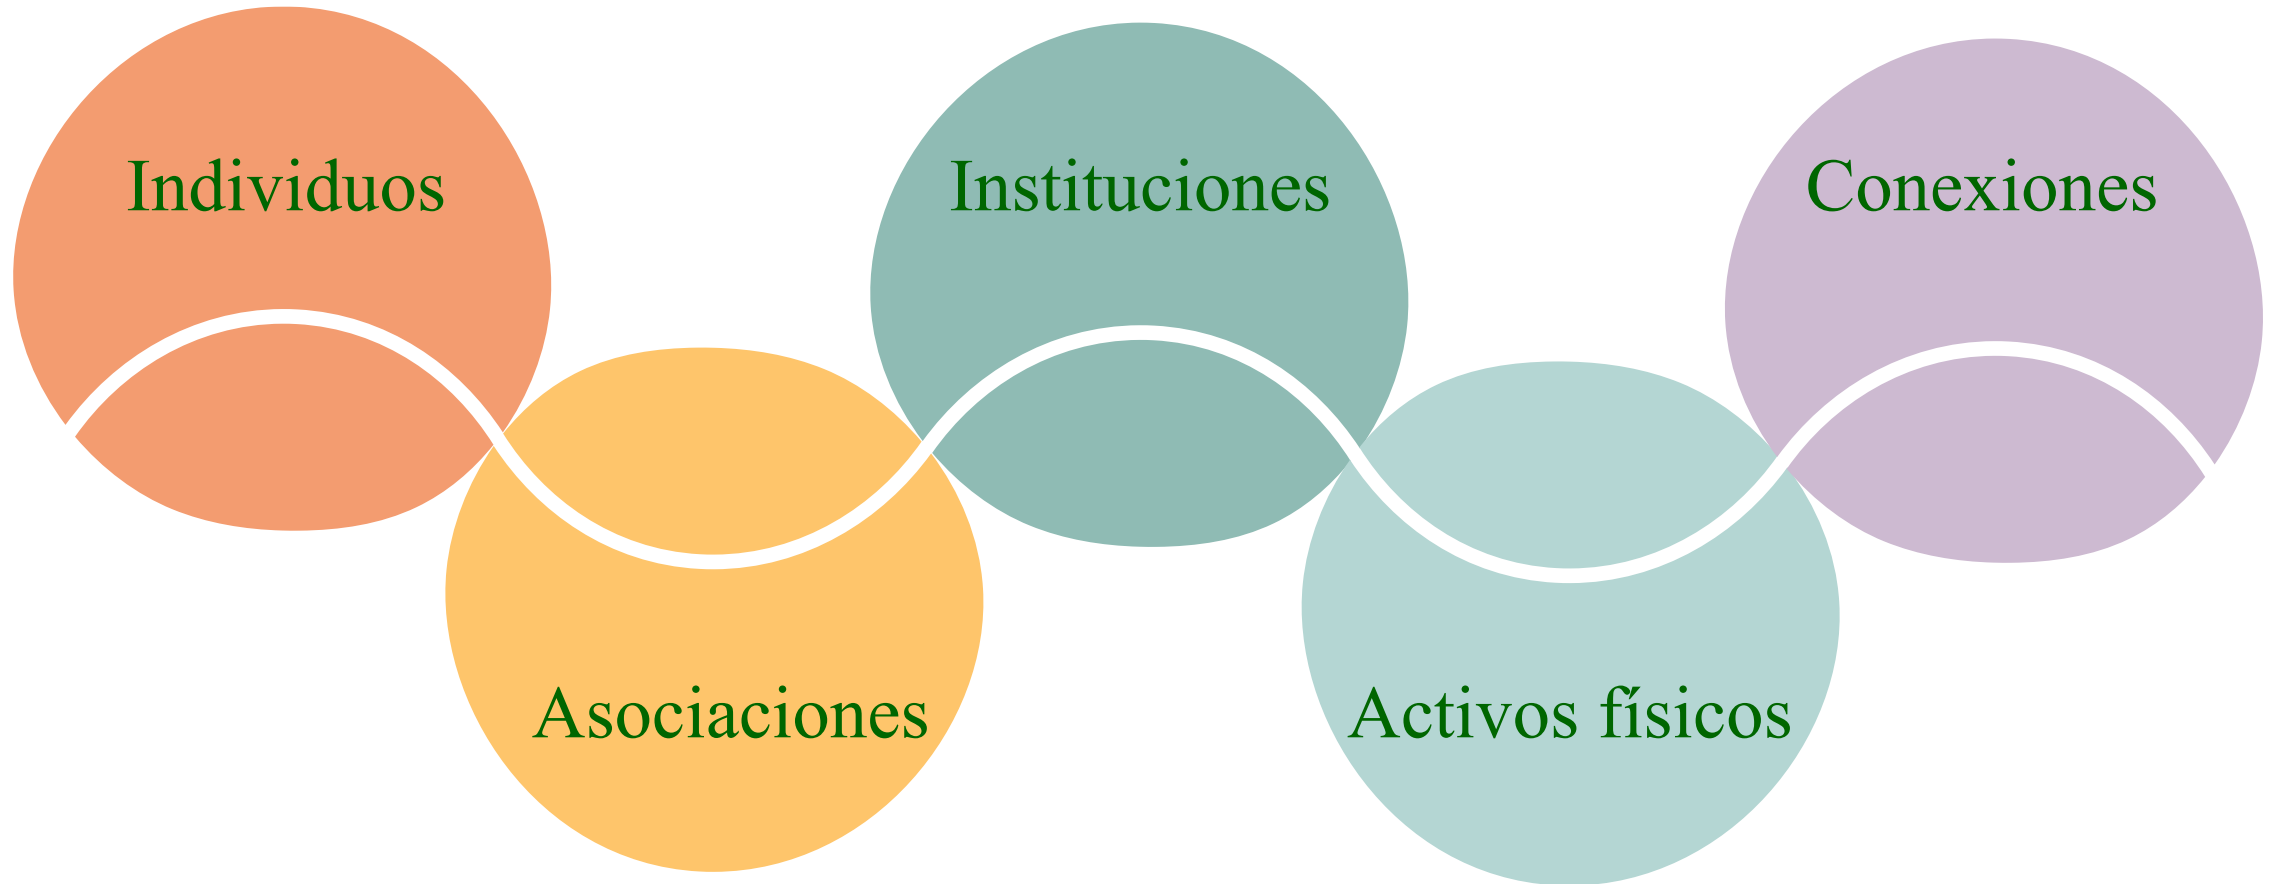 Individuos
Instituciones
Conexiones
Asociaciones
Activos físicos